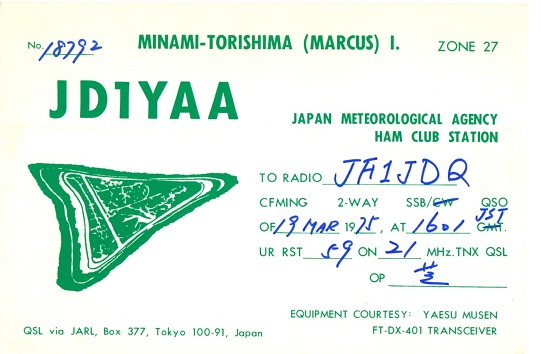 No. 18792
MINAMI-TORISHIMA (MARCUS) I.
ZONE 27
JD1YAA
JAPAN METEOROLOGICAL AGENCY
HAM CLUB STATION
TO RADIO JH1JDQ
CFMING 2-WAY SSB/CW QSO
OF 19 MAR 1975, AT 1601 GMT. JST
UR RST 59 ON 21 MHz. TNX QSL
OP
EQUIPMENT COURTESY: YAESU MUSEN
FT-DX-401 TRANSCEIVER
QSL via JARL, Box 377, Tokyo 100-91, Japan